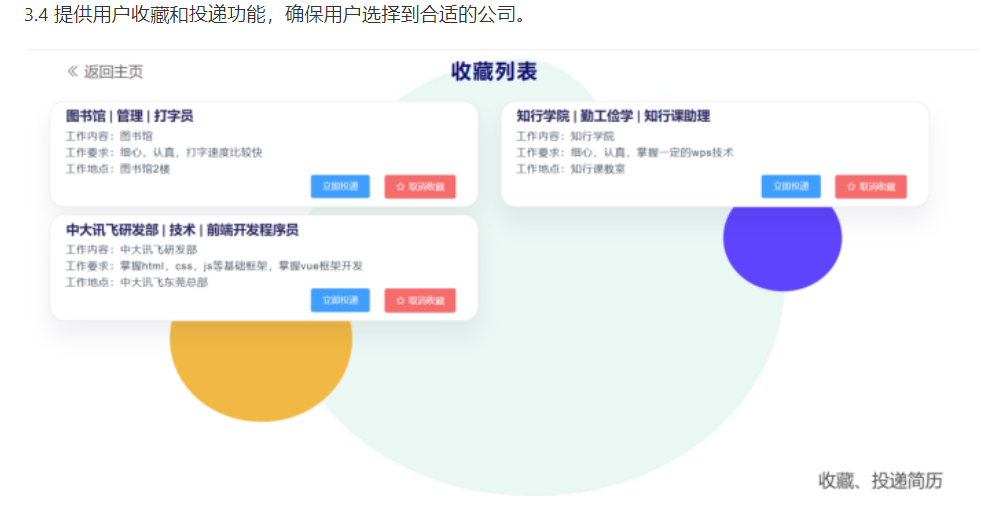 3.4 提供用户收藏和投递功能，确保用户选择到合适的公司。
« 返回主页
收藏列表
图书馆 | 管理 | 打字员
工作内容：图书馆
工作要求：细心，认真，打字速度比较快
工作地点：图书馆2楼
立即投递
☆ 取消收藏
知行学院 | 勤工俭学 | 知行课助理
工作内容：知行学院
工作要求：细心，认真，掌握一定的wps技术
工作地点：知行课教室
立即投递
☆ 取消收藏
中大讯飞研发部 | 技术 | 前端开发程序员
工作内容：中大讯飞研发部
工作要求：掌握html，css，js等基础框架，掌握vue框架开发
工作地点：中大讯飞东莞总部
立即投递
☆ 取消收藏
收藏、投递简历